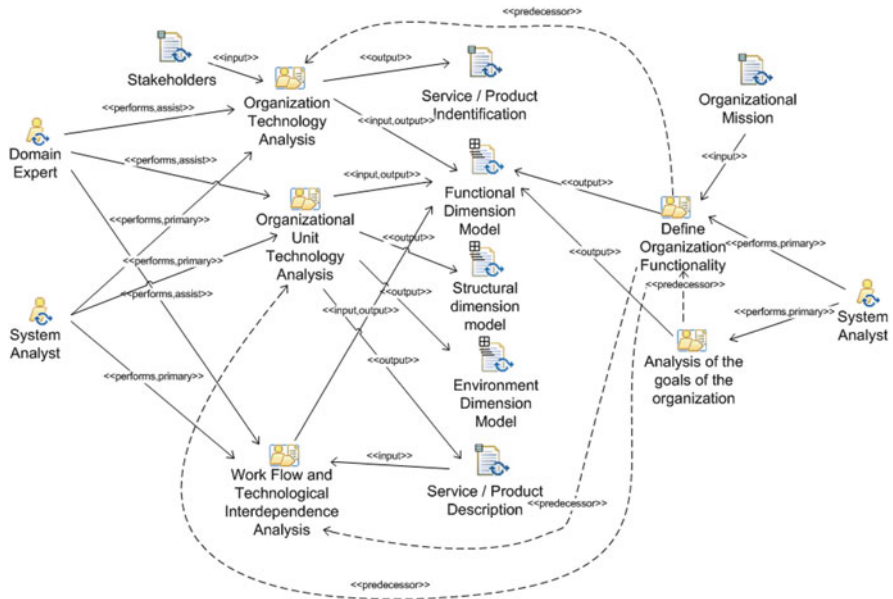 <<predecessor>>
Stakeholders
<<input>>
Organization
Technology
Analysis
<<output>>
Service / Product
Indentification
Organizational
Mission
<<performs,assist>>
<<input,output>>
<<input>>
Domain
Expert
<<performs,assist>>
<<input,output>>
Functional
Dimension
Model
<<output>>
Define
Organization
Functionality
<<performs,primary>>
Organizational
Unit
Technology
Analysis
<<output>>
<<output>>
<<performs,primary>>
<<performs,primary>>
<<performs,assist>>
<<output>>
Structural
dimension
model
<<predecessor>>
<<input,output>>
<<performs,primary>>
System
Analyst
System
Analyst
<<output>>
Analysis of the
goals of the
organization
<<performs,primary>>
Environment
Dimension
Model
<<input>>
Work Flow and
Technological
Interdependence
Analysis
Service / Product
Description
<<predecessor>>
<<predecessor>>